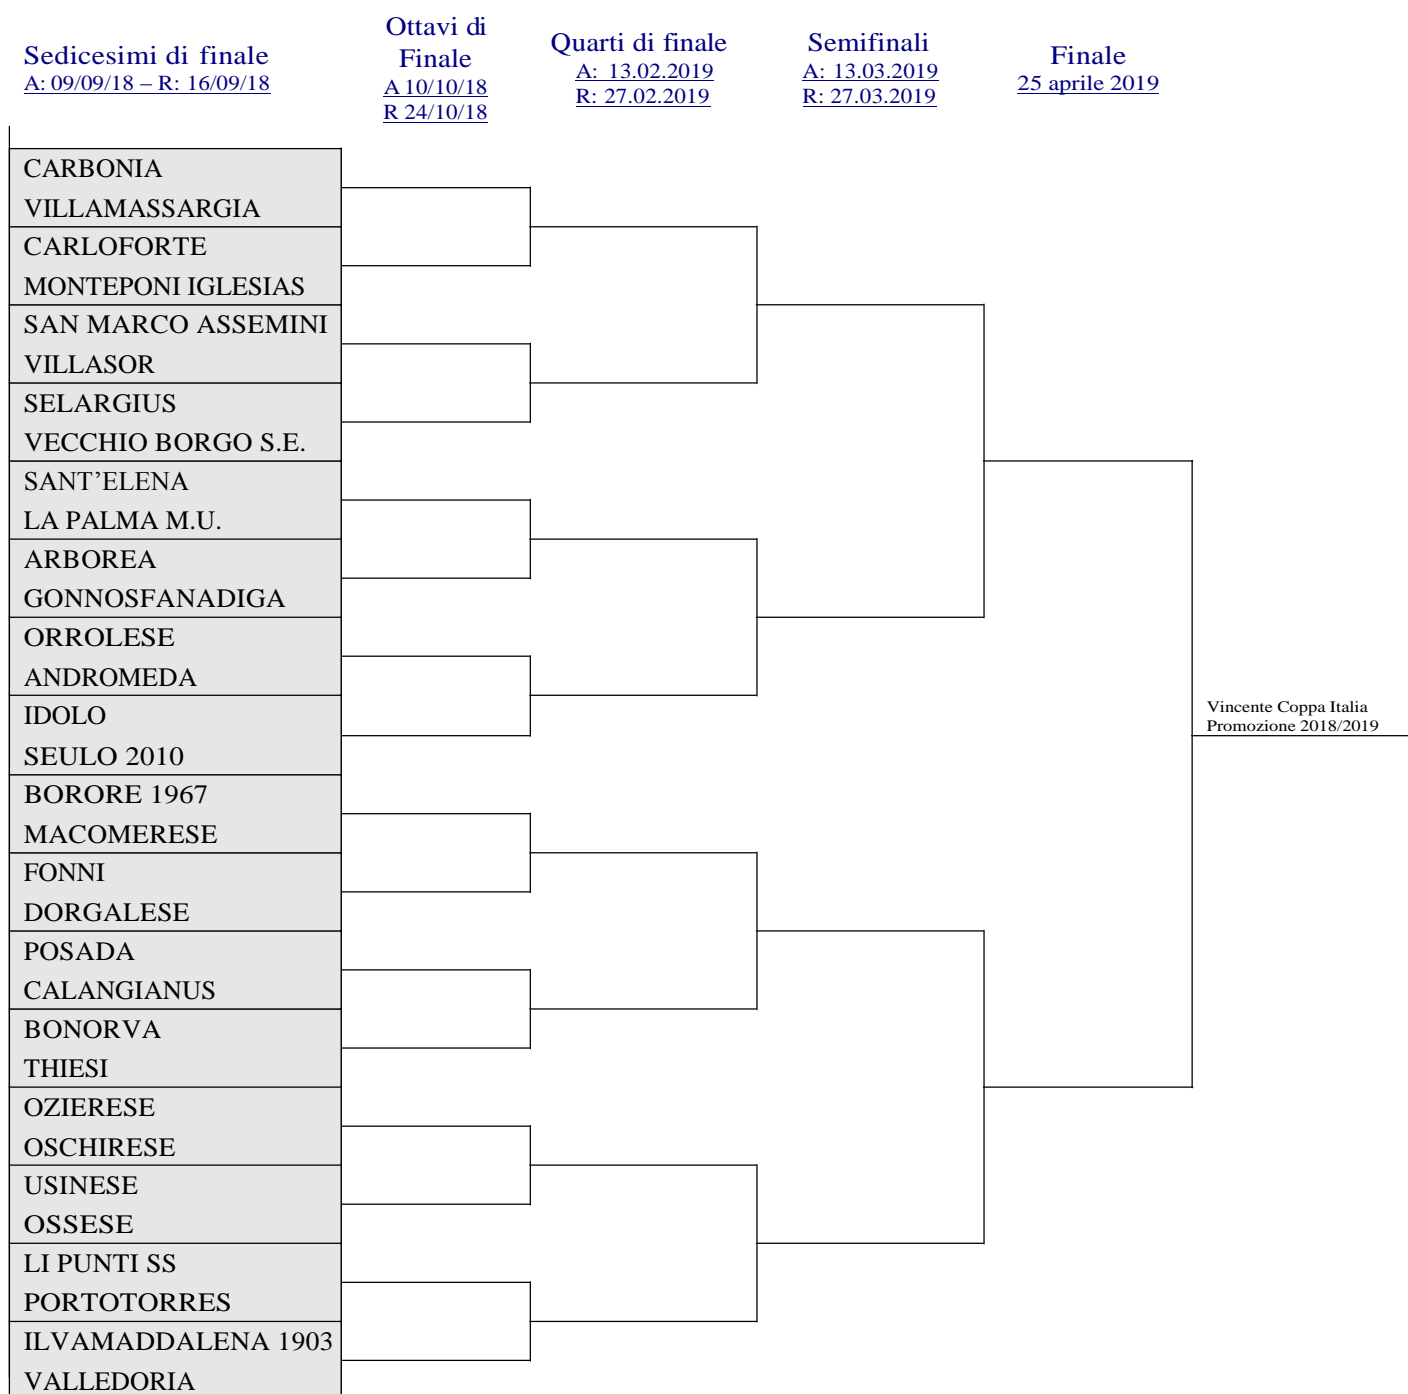 Sedicesimi di finale
A: 09/09/18 – R: 16/09/18
Ottavi di
Finale
A 10/10/18
R 24/10/18
Quarti di finale
A: 13.02.2019
R: 27.02.2019
Semifinali
A: 13.03.2019
R: 27.03.2019
Finale
25 aprile 2019
CARBONIA
VILLAMASSARGIA
CARLOFORTE
MONTEPONI IGLESIAS
SAN MARCO ASSEMINI
VILLASOR
SELARGIUS
VECCHIO BORGO S.E.
SANT’ELENA
LA PALMA M.U.
ARBOREA
GONNOSFANADIGA
ORROLESE
ANDROMEDA
IDOLO
SEULO 2010
BORORE 1967
MACOMERESE
FONNI
DORGALESE
POSADA
CALANGIANUS
BONORVA
THIESI
OZIERESE
OSCHIRESE
USINESE
OSSESE
LI PUNTI SS
PORTOTORRES
ILVAMADDALENA 1903
VALLEDORIA
Vincente Coppa Italia
Promozione 2018/2019